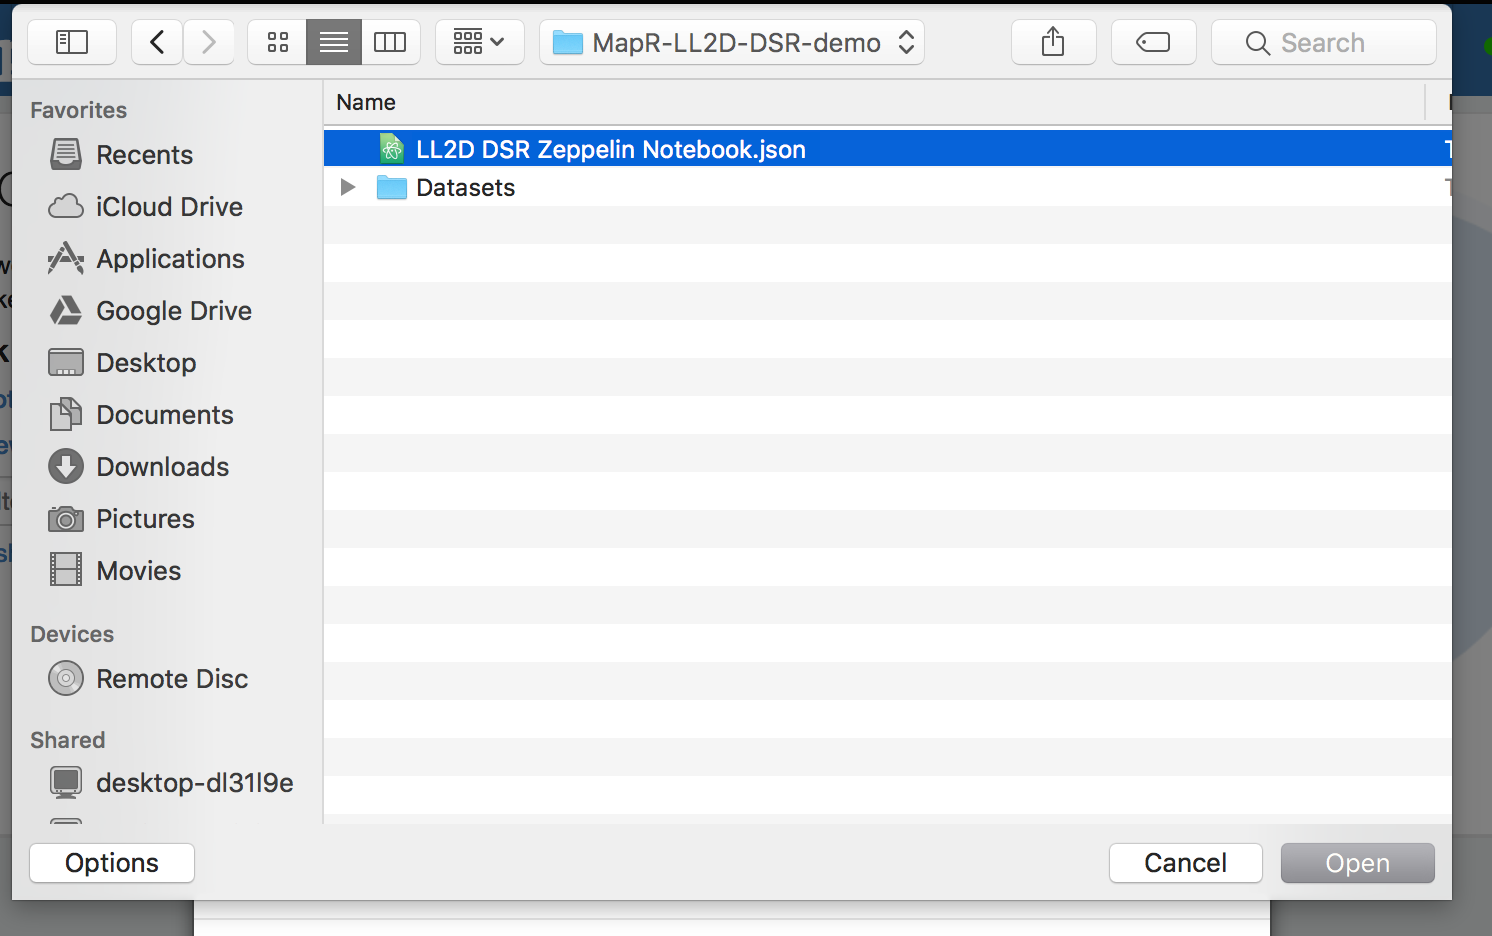 MapR-LL2D-DSR-demo
Search
Favorites
Recents
iCloud Drive
Applications
Google Drive
Desktop
Documents
Downloads
Pictures
Movies
Devices
Remote Disc
Shared
desktop-dl31l9e
Name
LL2D DSR Zeppelin Notebook.json
Datasets
Options
Cancel
Open